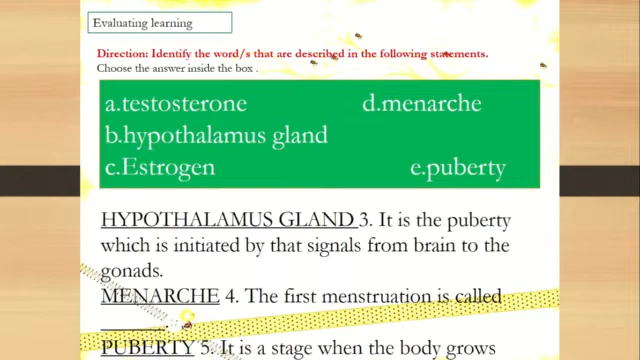 Evaluating learning
Direction: Identify the word/s that are described in the following statements.
Choose the answer inside the box .
a.testosterone d.menarche
b.hypothalamus gland
c.Estrogen e.puberty
HYPOTHALAMUS GLAND 3. It is the puberty
which is initiated by that signals from brain to the
gonads.
MENARCHE 4. The first menstruation is called
_______.
PUBERTY 5. It is a stage when the body grows